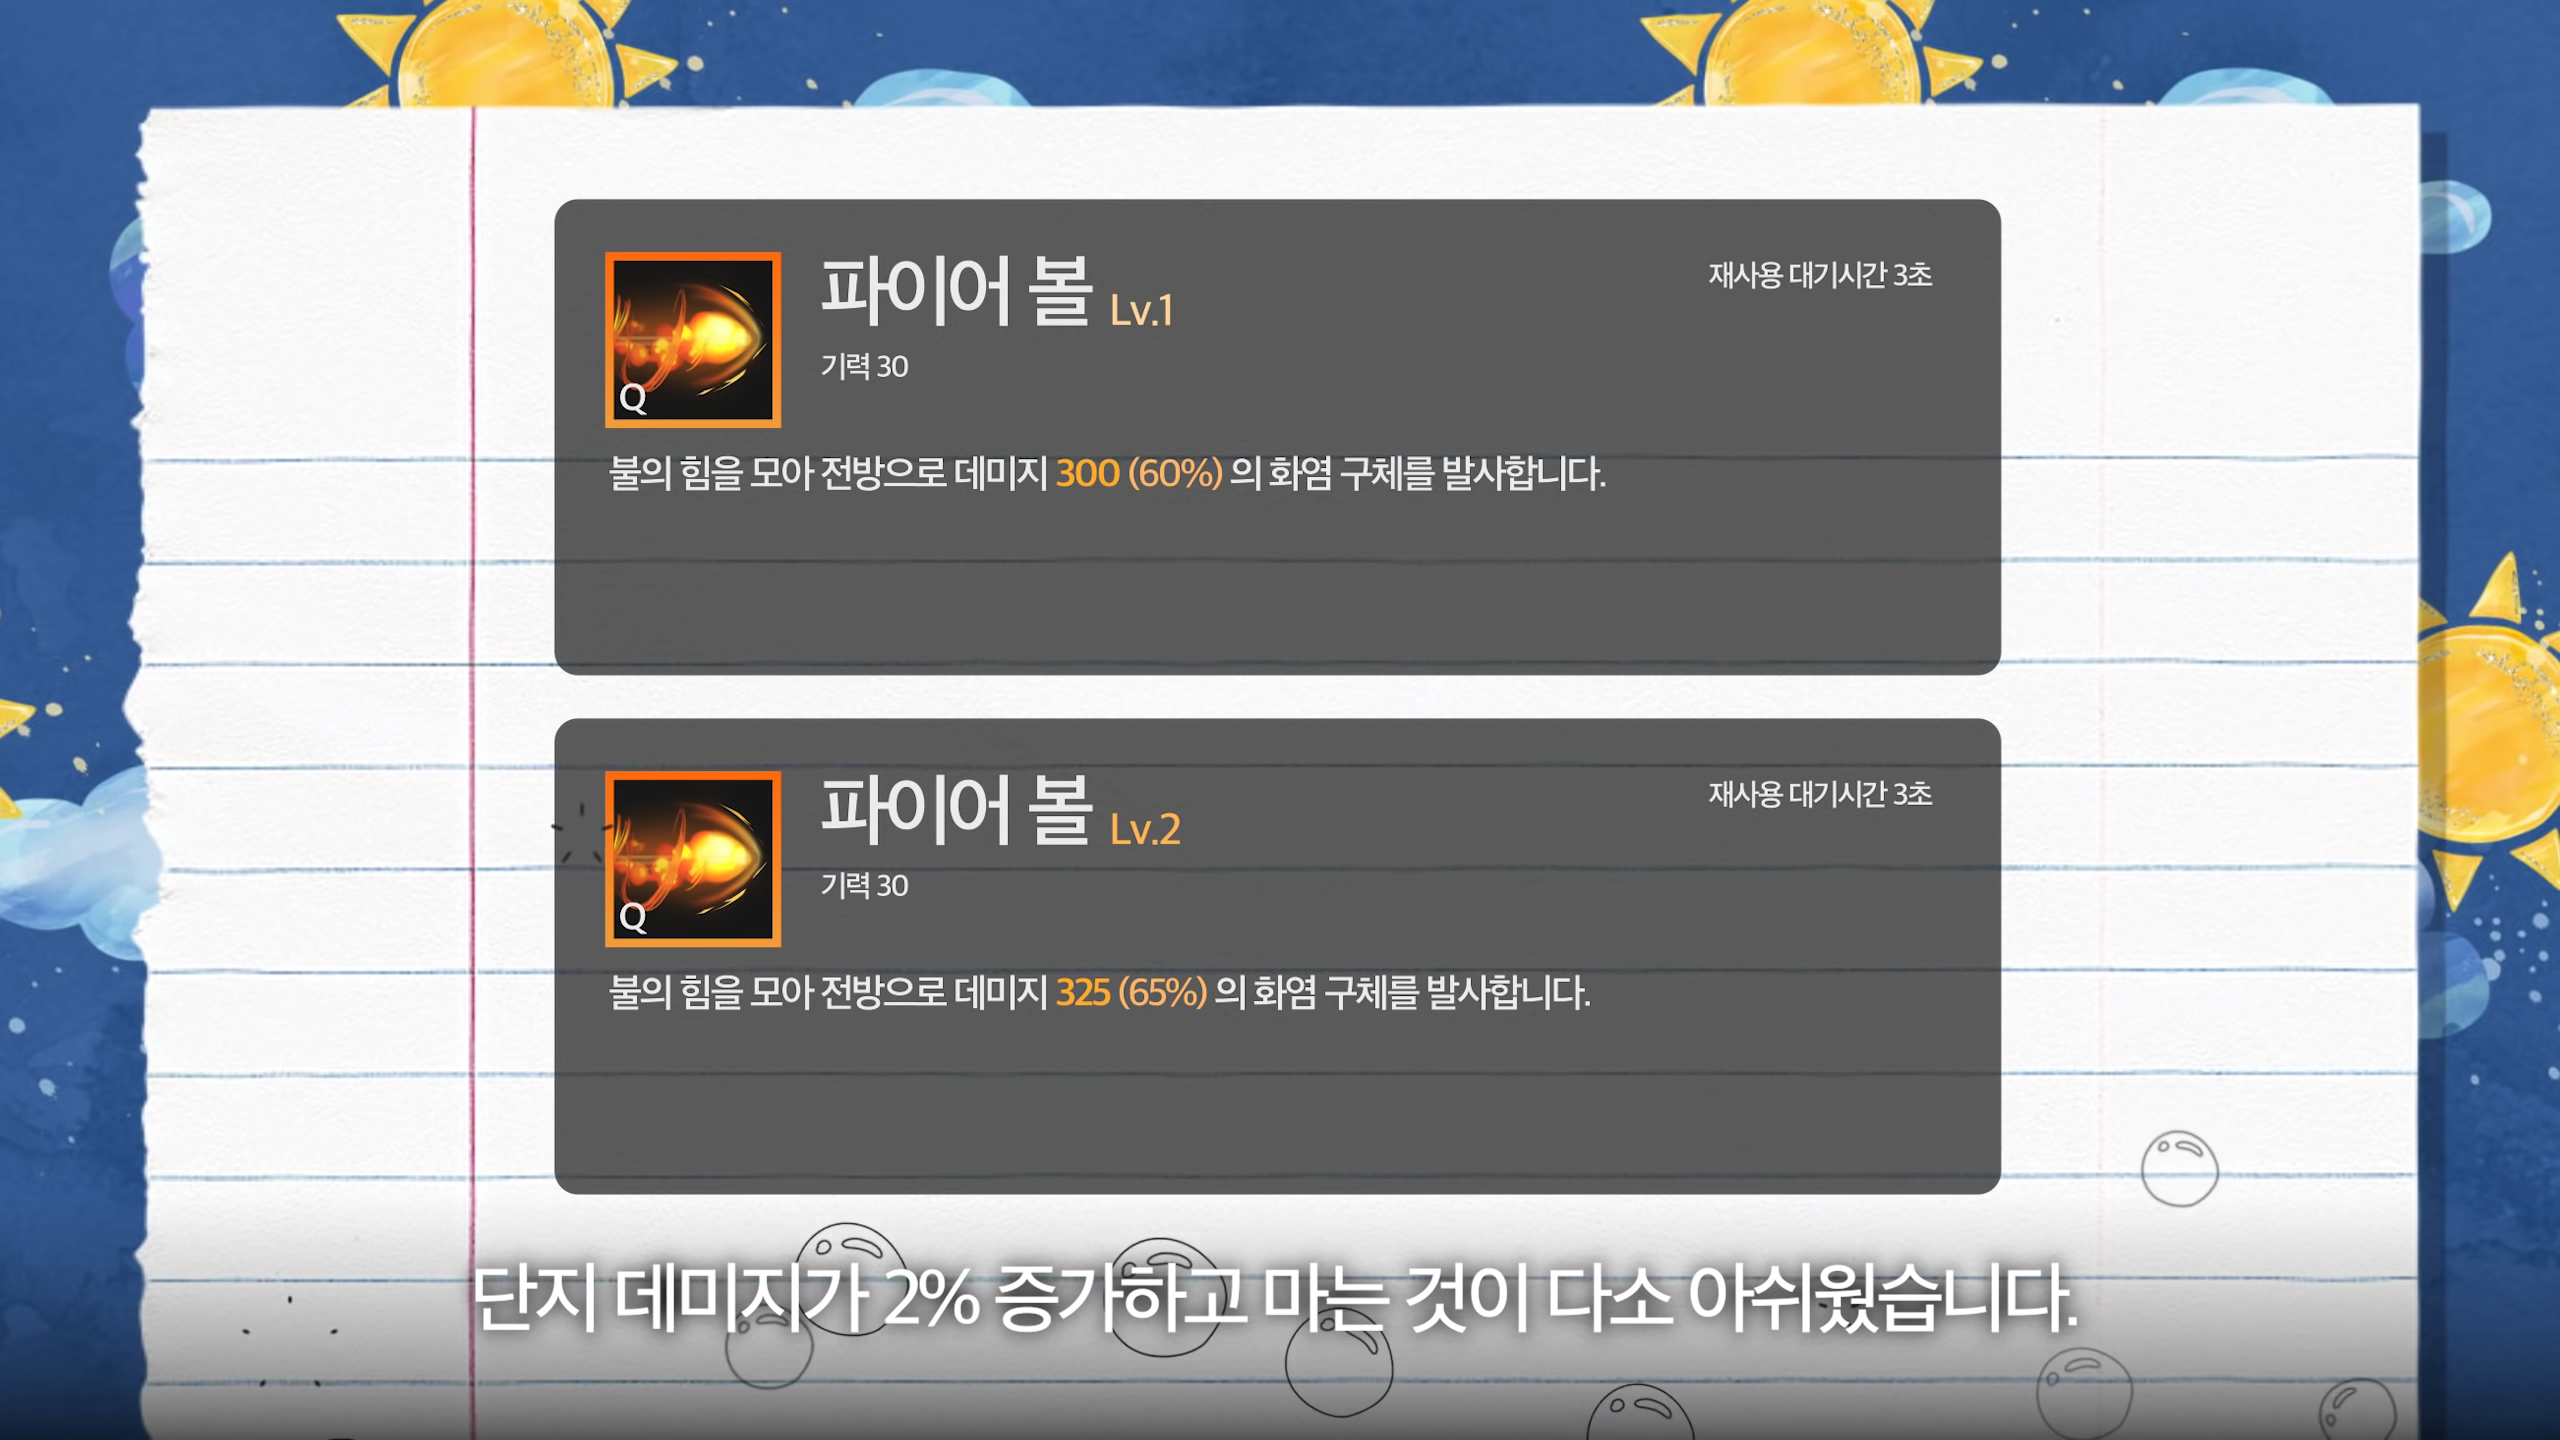 파이어 볼 Lv.1
재사용 대기시간 3초
기력 30
Q
불의 힘을 모아 전방으로 데미지 300 (60%) 의 화염 구체를 발사합니다.
파이어 볼 Lv.2
재사용 대기시간 3초
기력 30
Q
불의 힘을 모아 전방으로 데미지 325 (65%) 의 화염 구체를 발사합니다.
단지 데미지가 2% 증가하고 마는 것이 다소 아쉬웠습니다.